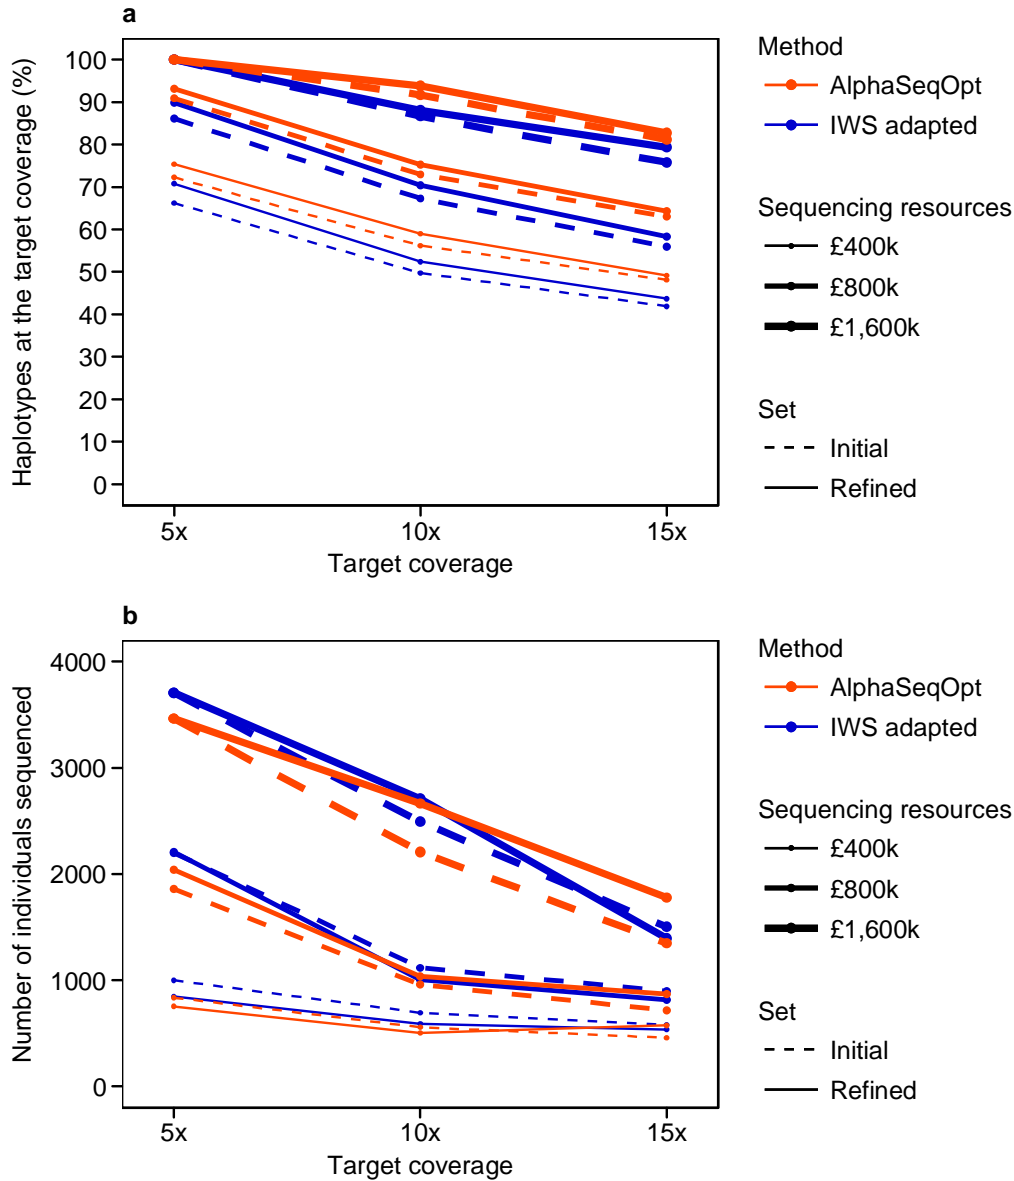 a
Haplotypes at the target coverage (%)
100
90
80
70
60
50
40
30
20
10
0
5x 10x 15x
Target coverage
Method
AlphaSeqOpt
IWS adapted
Sequencing resources
£400k
£800k
£1,600k
Set
Initial
Refined
b
Number of individuals sequenced
4000
3000
2000
1000
0
5x 10x 15x
Target coverage
Method
AlphaSeqOpt
IWS adapted
Sequencing resources
£400k
£800k
£1,600k
Set
Initial
Refined